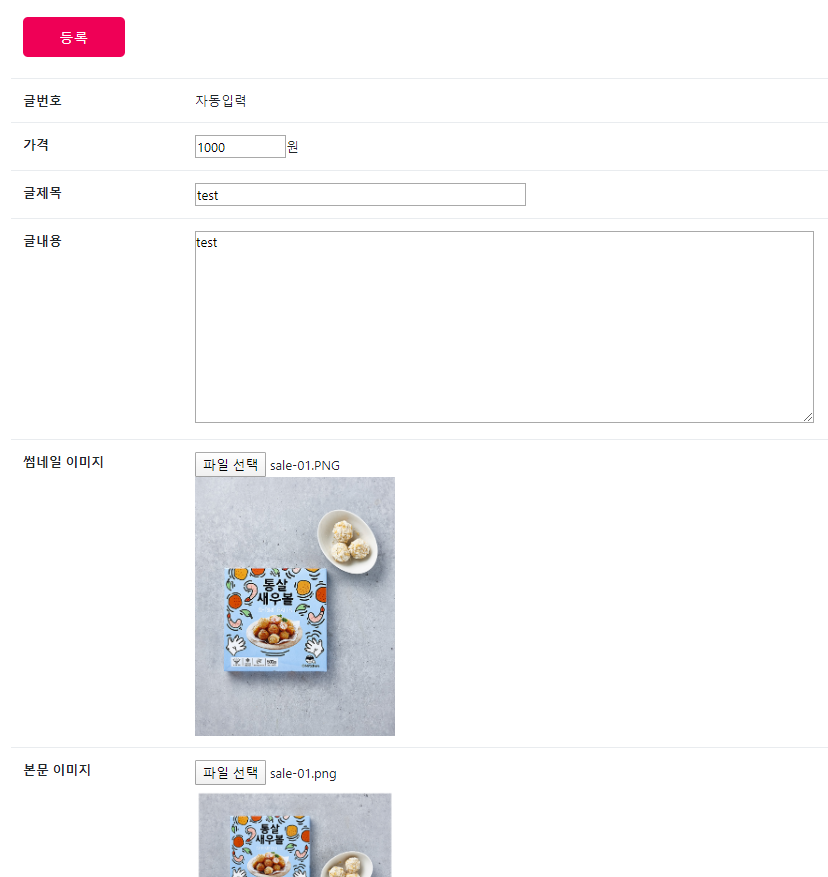 등록
글번호 자동입력
가격 1000 원
글제목 test
글내용 test
썸네일 이미지 파일 선택 sale-01.PNG
통살
새우볼
본문 이미지 파일 선택 sale-01.png
통살
새우볼